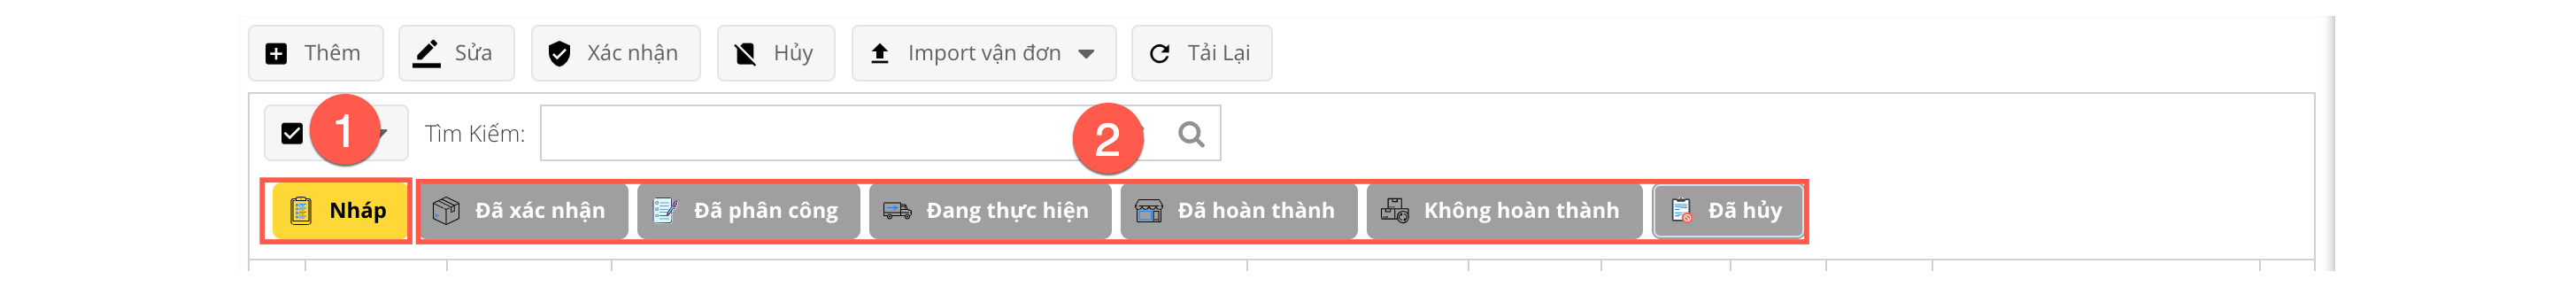 Thêm Sửa Xác nhận Hủy Import vận đơn Tải Lại
1 Tìm Kiếm: 2
Nháp Đã xác nhận Đã phân công Đang thực hiện Đã hoàn thành Không hoàn thành Đã hủy